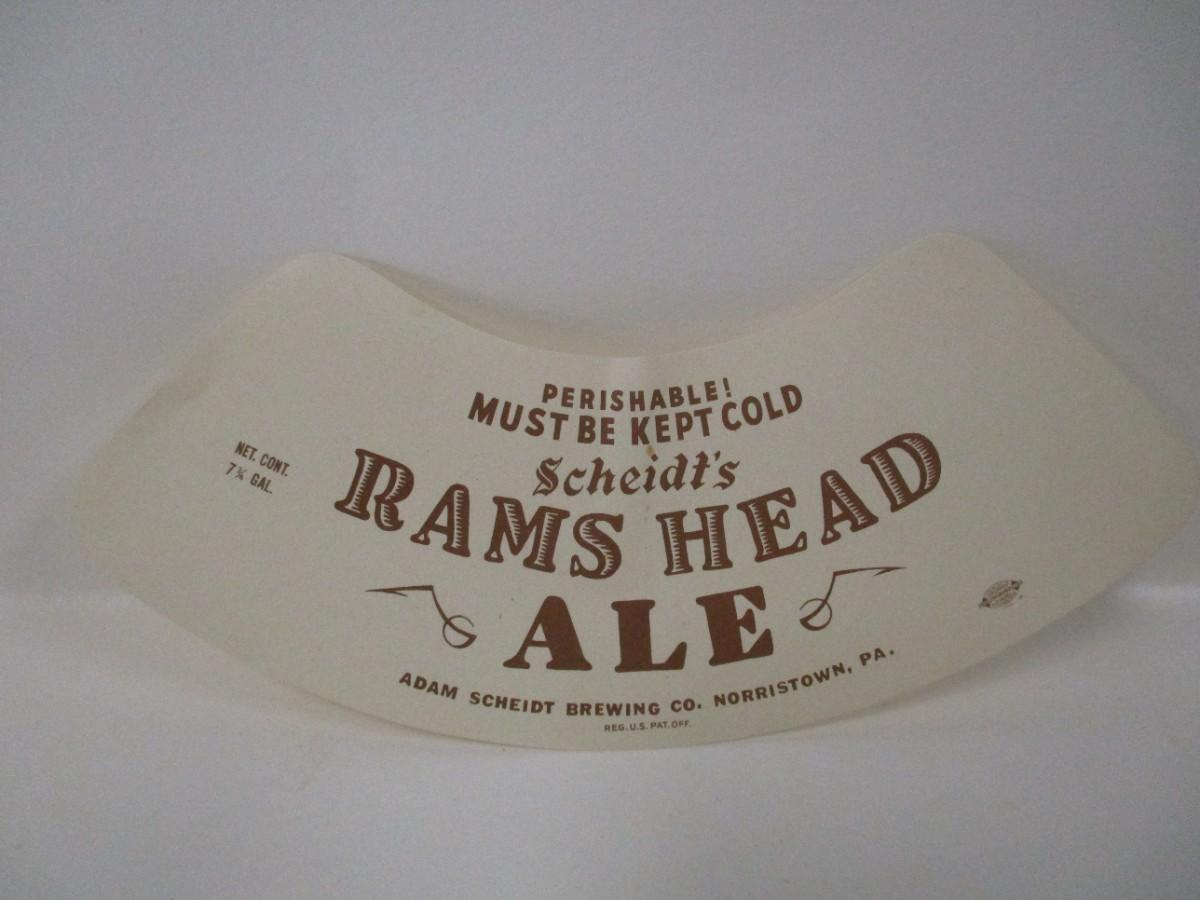 PERISHABLE!
MUST BE KEPT COLD
NET. CONT.
7¾ GAL.
Scheidt's
RAMS HEAD
ALE
ADAM SCHEIDT BREWING CO. NORRISTOWN, PA.
REG. U.S. PAT. OFF.